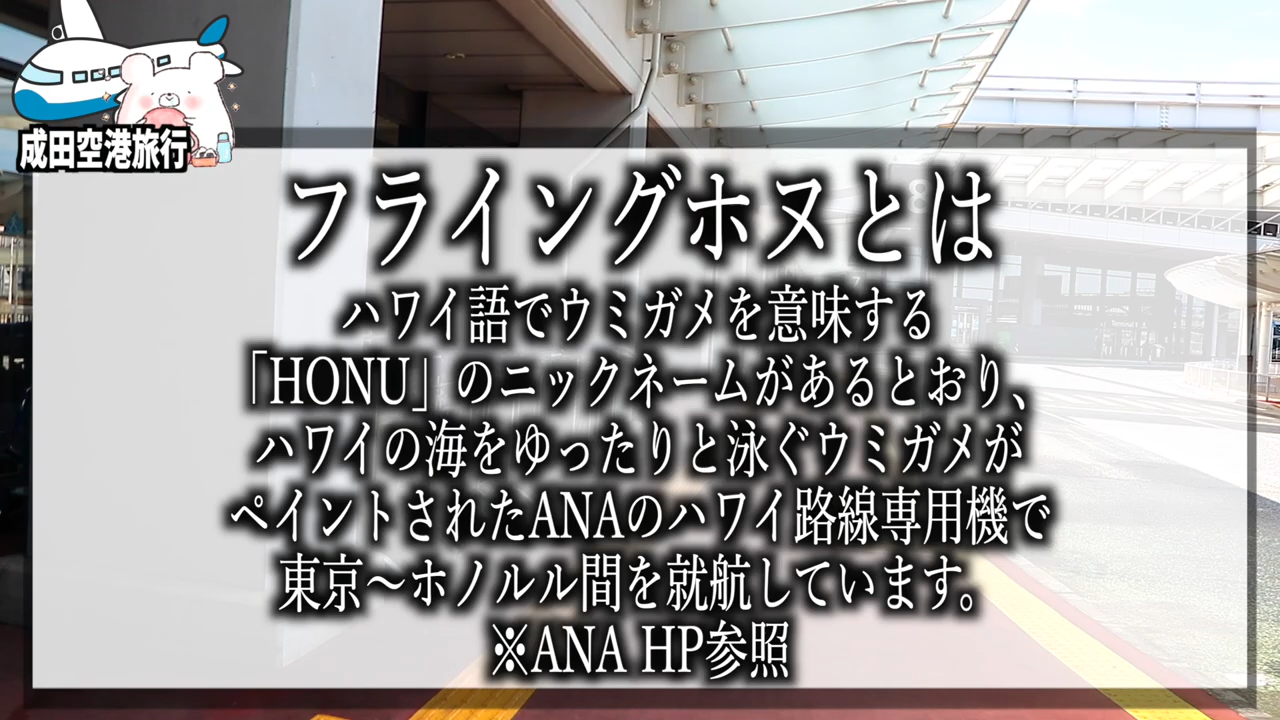 成田空港旅行
フライングホヌとは
ハワイ語でウミガメを意味する
「HONU」のニックネームがあるとおり、
ハワイの海をゆったりと泳ぐウミガメが
ペイントされたANAのハワイ路線専用機で
東京～ホノルル間を就航しています。
※ANA HP参照